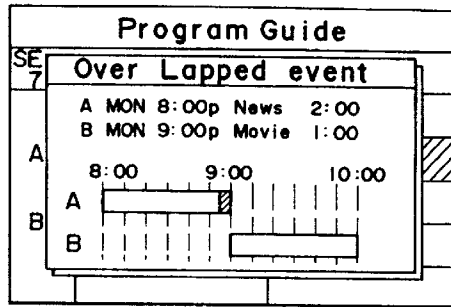 Program Guide
SE
7
Over Lapped event
A MON 8:00p News 2:00
B MON 9:00p Movie 1:00
A
8:00 9:00 10:00
A
B
B